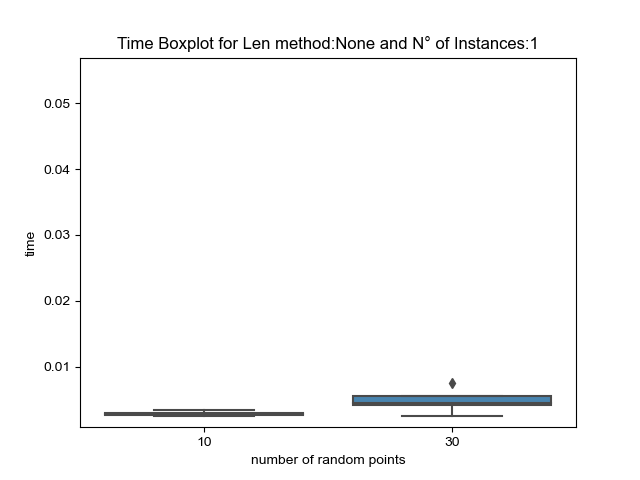 Time Boxplot for Len method:None and N° of Instances:1
0.05
0.04
0.03
0.02
0.01
time
10
30
number of random points